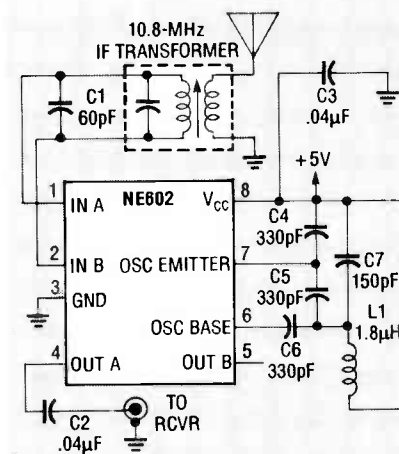 10.8-MHz
IF TRANSFORMER
C1
60pF
C3
.04µF
+5V
1 IN A NE602 VCC 8
C4
330pF
2 IN B OSC EMITTER 7
C7
150pF
3 GND
C5
330pF
L1
1.8µH
OSC BASE 6
4 OUT A OUT B 5
C6
330pF
C2
.04µF
TO
RCVR